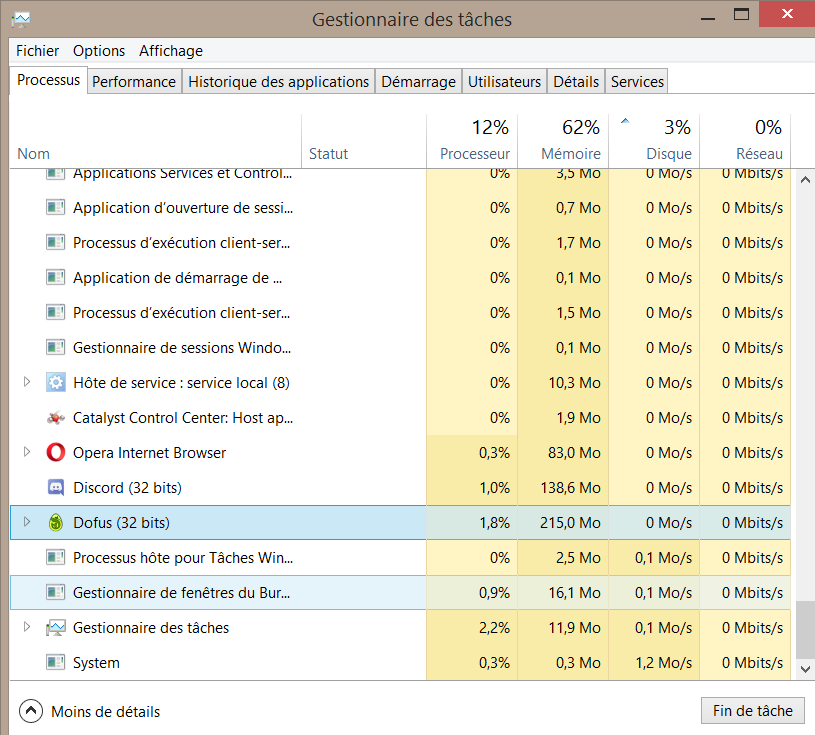 Gestionnaire des tâches
Fichier Options Affichage
Processus Performance Historique des applications Démarrage Utilisateurs Détails Services
12% 62% 3% 0%
Nom Statut Processeur Mémoire Disque Réseau
Applications Services et Control... 0% 3,5 Mo 0 Mo/s 0 Mbits/s
Application d'ouverture de sessi... 0% 0,7 Mo 0 Mo/s 0 Mbits/s
Processus d'exécution client-ser... 0% 1,7 Mo 0 Mo/s 0 Mbits/s
Application de démarrage de ... 0% 0,1 Mo 0 Mo/s 0 Mbits/s
Processus d'exécution client-ser... 0% 1,5 Mo 0 Mo/s 0 Mbits/s
Gestionnaire de sessions Windo... 0% 0,1 Mo 0 Mo/s 0 Mbits/s
Hôte de service : service local (8) 0% 10,3 Mo 0 Mo/s 0 Mbits/s
Catalyst Control Center: Host ap... 0% 1,9 Mo 0 Mo/s 0 Mbits/s
Opera Internet Browser 0,3% 83,0 Mo 0 Mo/s 0 Mbits/s
Discord (32 bits) 1,0% 138,6 Mo 0 Mo/s 0 Mbits/s
Dofus (32 bits) 1,8% 215,0 Mo 0 Mo/s 0 Mbits/s
Processus hôte pour Tâches Win... 0% 2,5 Mo 0,1 Mo/s 0 Mbits/s
Gestionnaire de fenêtres du Bur... 0,9% 16,1 Mo 0,1 Mo/s 0 Mbits/s
Gestionnaire des tâches 2,2% 11,9 Mo 0,1 Mo/s 0 Mbits/s
System 0,3% 0,3 Mo 1,2 Mo/s 0 Mbits/s
Moins de détails Fin de tâche